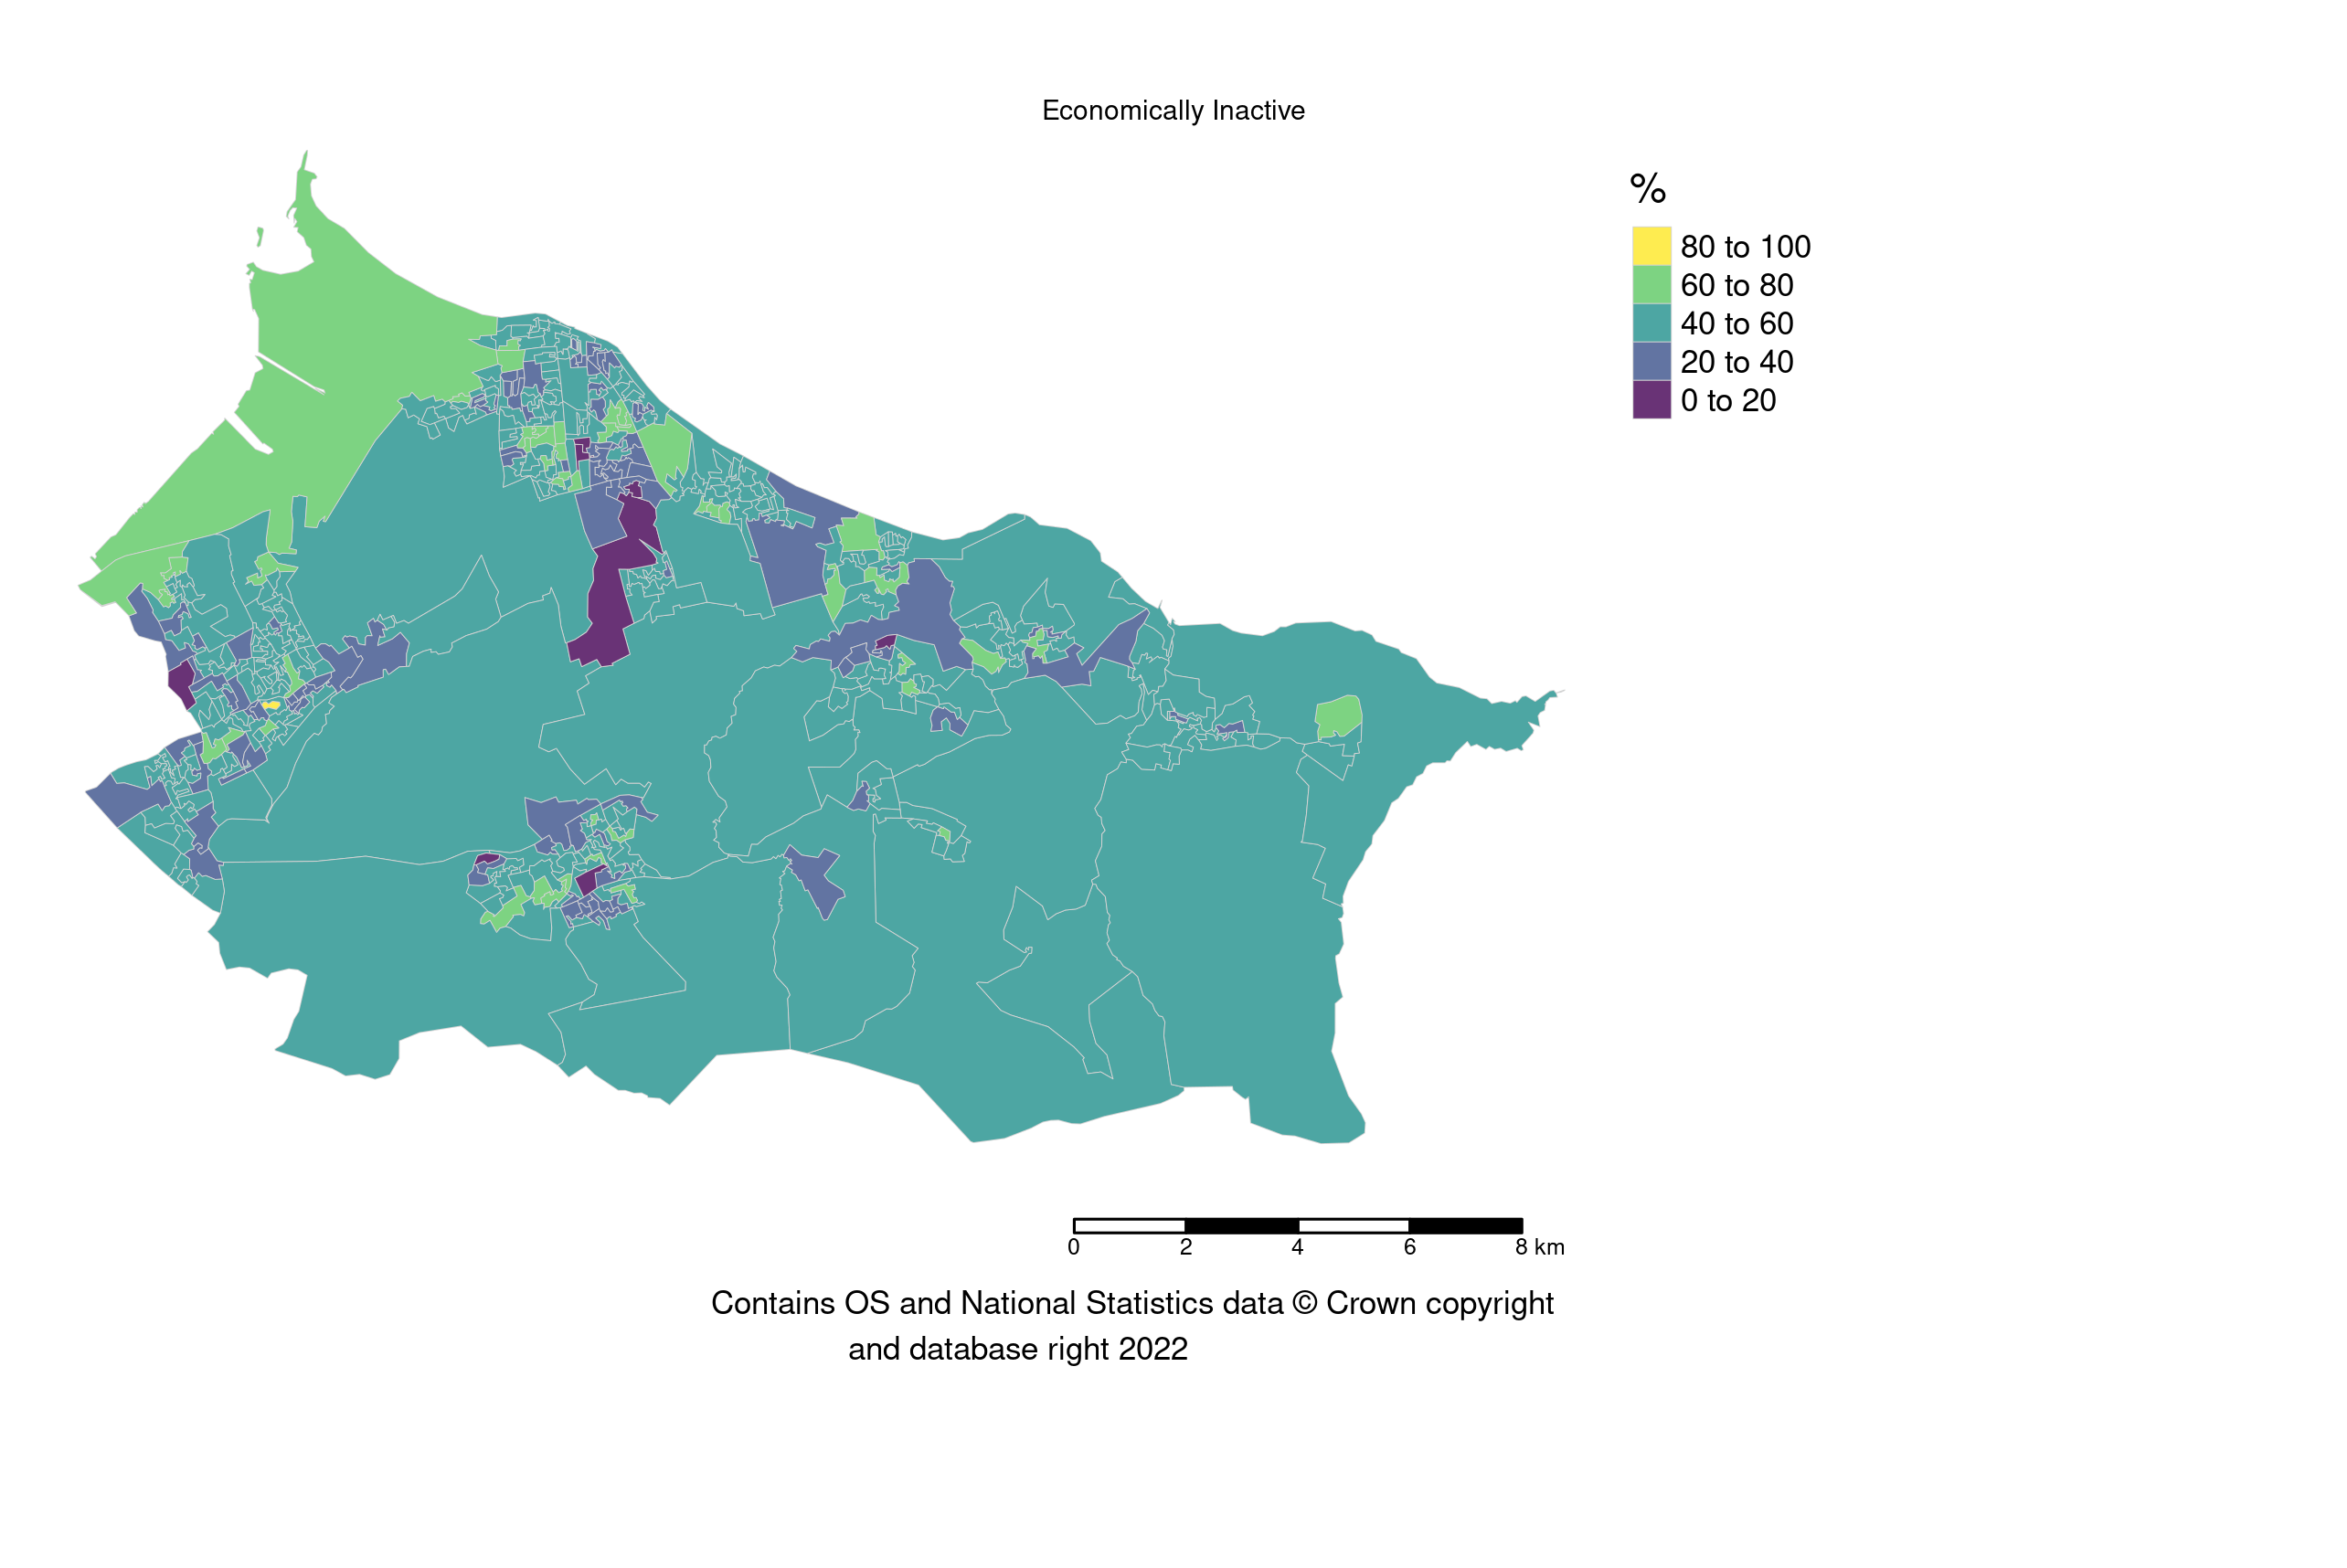 Economically Inactive
%
80 to 100
60 to 80
40 to 60
20 to 40
0 to 20
0 2 4 6 8 km
Contains OS and National Statistics data © Crown copyright
and database right 2022